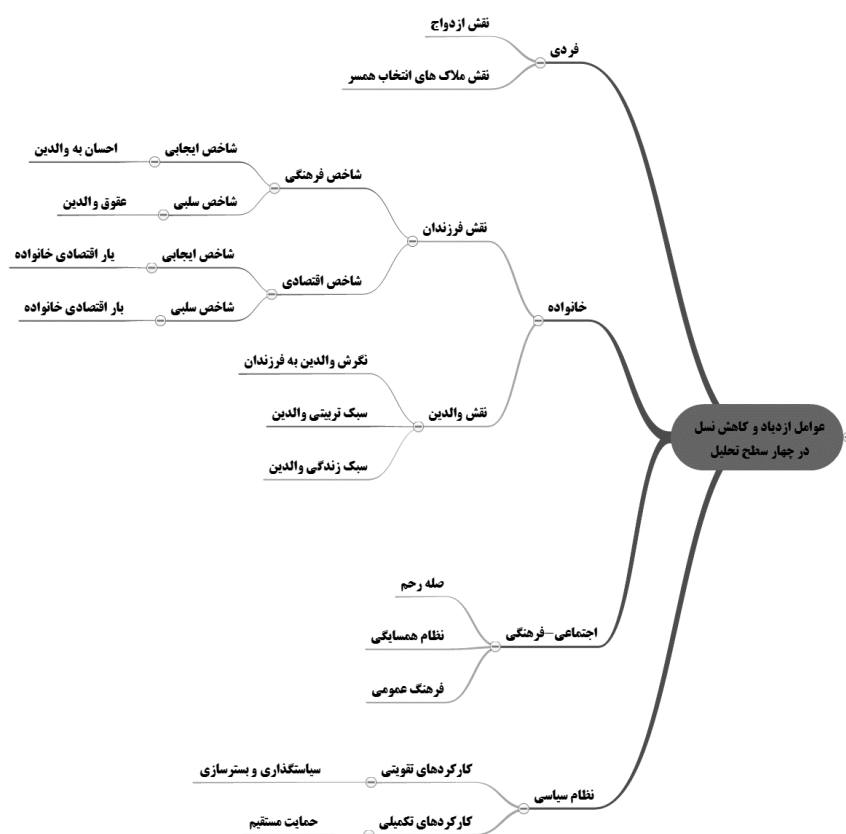 عوامل ازدیاد و کاهش نسل
در چهار سطح تحلیل
فردی
نقش ازدواج
نقش ملاک های انتخاب همسر
خانواده
نقش فرزندان
شاخص فرهنگی
شاخص ایجابی
احسان به والدین
شاخص سلبی
عقوق والدین
شاخص اقتصادی
شاخص ایجابی
یار اقتصادی خانواده
شاخص سلبی
بار اقتصادی خانواده
نقش والدین
نگرش والدین به فرزندان
سبک تربیتی والدین
سبک زندگی والدین
اجتماعی-فرهنگی
صله رحم
نظام همسایگی
فرهنگ عمومی
نظام سیاسی
کارکردهای تقویتی
سیاستگذاری و بسترسازی
کارکردهای تکمیلی
حمایت مستقیم